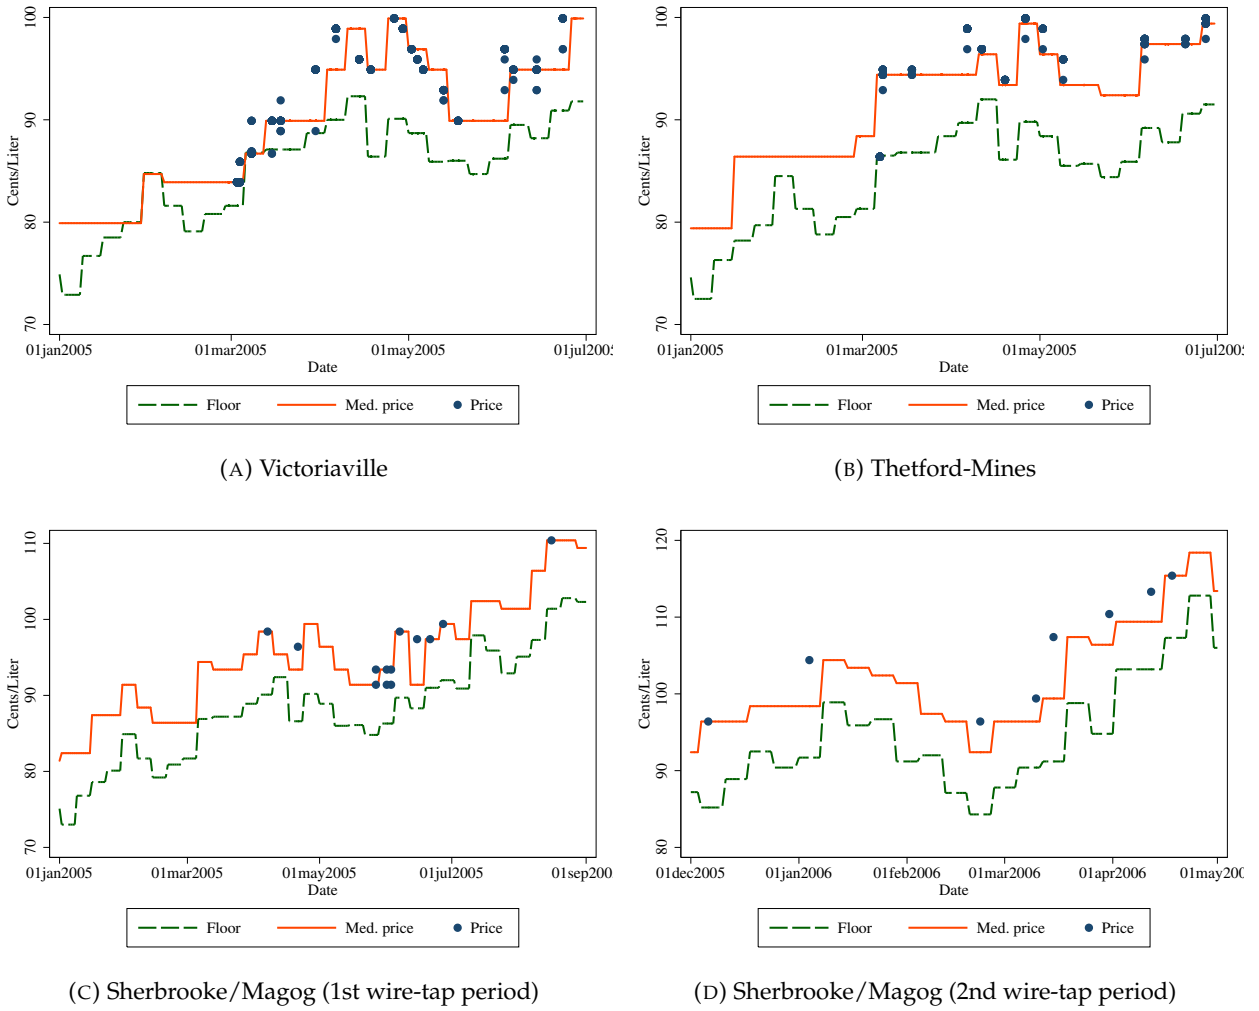 100
90
80
70
Cents/Liter
01jan2005 01mar2005 01may2005 01jul2005
Date
Floor Med. price Price
(A) Victoriaville
100
90
80
70
Cents/Liter
01jan2005 01mar2005 01may2005 01jul2005
Date
Floor Med. price Price
(B) Thetford-Mines
110
100
90
80
70
Cents/Liter
01jan2005 01mar2005 01may2005 01jul2005 01sep200
Date
Floor Med. price Price
(C) Sherbrooke/Magog (1st wire-tap period)
120
110
100
90
80
Cents/Liter
01dec2005 01jan2006 01feb2006 01mar2006 01apr2006 01may200
Date
Floor Med. price Price
(D) Sherbrooke/Magog (2nd wire-tap period)